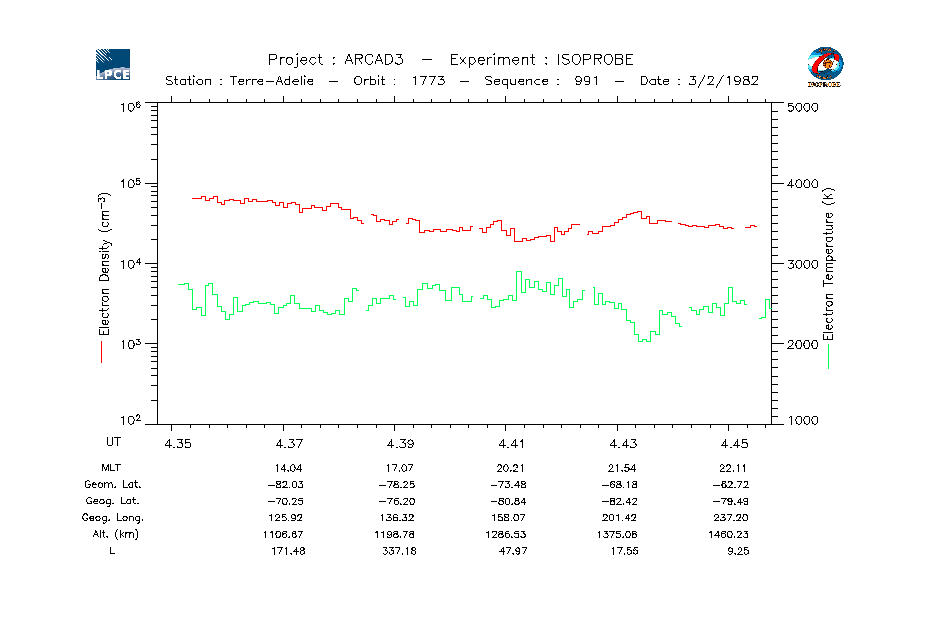 LPCE
Project : ARCAD3 – Experiment : ISOPROBE
ISOPROBE
Station : Terre-Adelie – Orbit : 1773 – Sequence : 991 – Date : 3/2/1982
10⁶ 5000
10⁵ 4000
10⁴ 3000
10³ 2000
10² 1000
Electron Density (cm⁻³)
Electron Temperature (K)
UT 4.35 4.37 4.39 4.41 4.43 4.45
MLT 14.04 17.07 20.21 21.54 22.11
Geom. Lat. −82.03 −78.25 −73.48 −68.18 −62.72
Geog. Lat. −70.25 −76.20 −80.84 −82.42 −79.49
Geog. Long. 125.92 136.32 158.07 201.42 237.20
Alt. (km) 1106.67 1198.78 1286.53 1375.08 1460.23
L 171.48 337.18 47.97 17.55 9.25